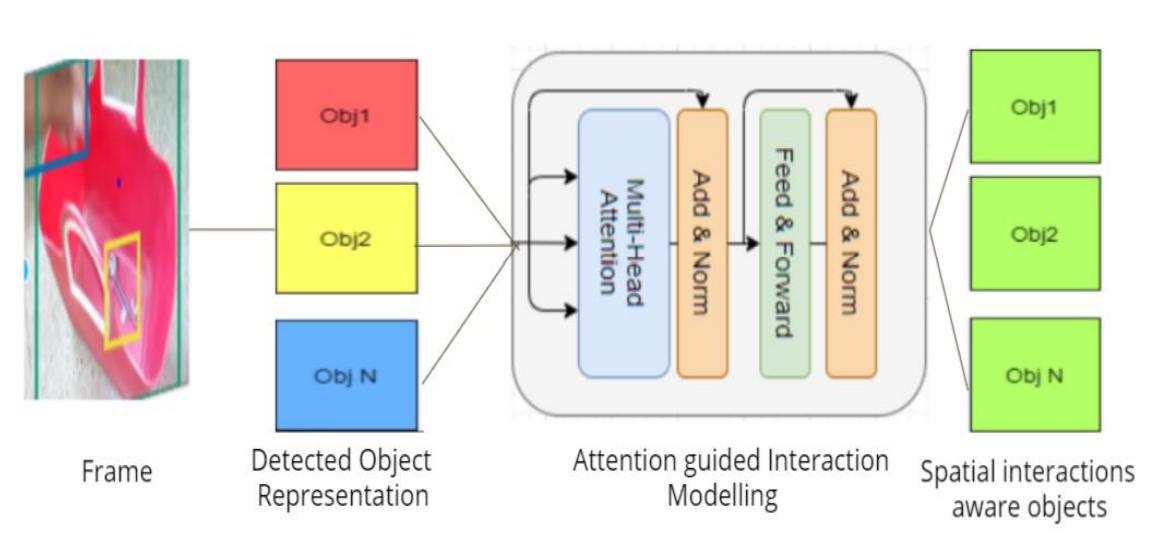 Obj1
Obj2
Obj N
Multi-Head
Attention
Add & Norm
Feed & Forward
Add & Norm
Obj1
Obj2
Obj N
Frame
Detected Object
Representation
Attention guided Interaction
Modelling
Spatial interactions
aware objects